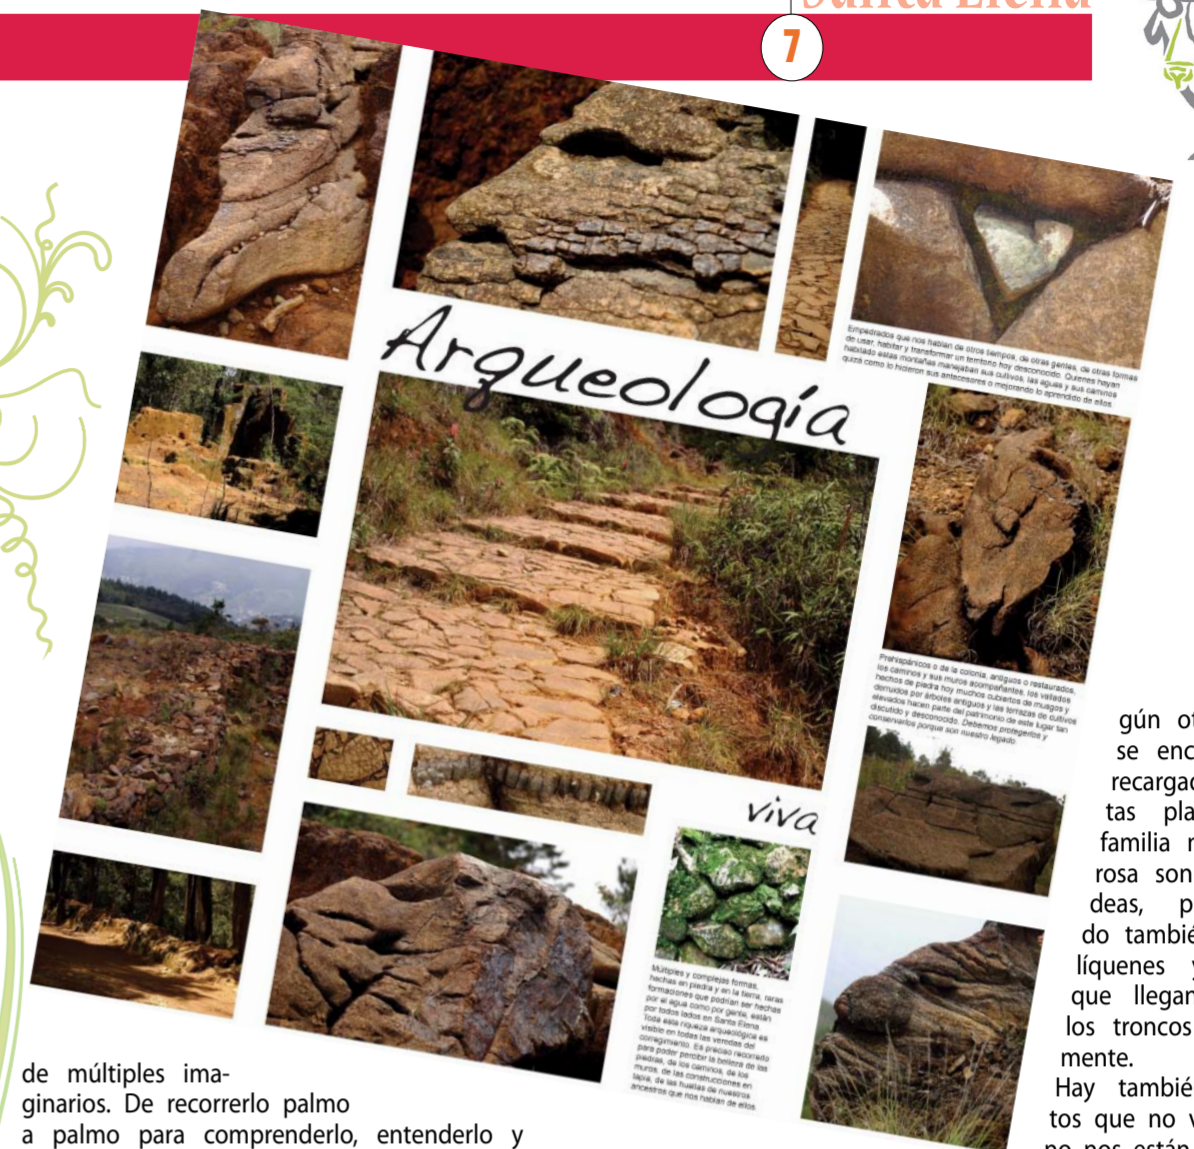 Santa Elena
7
Empedrados que nos hablan de otros tiempos, de otras gentes, de otras formas
de usar, habitar y transformar un territorio hoy desconocido. Quienes hayan
habitado estas montañas manejaban sus cultivos, las aguas y sus caminos
quizá como lo hicieron sus antecesores o mejorando lo aprendido de ellos.
Arqueología
Prehispánicos o de la colonia, antiguos o restaurados,
los caminos y sus muros acompañantes, los vallados
hechos de piedra hoy muchos cubiertos de musgos y
derruidos por árboles antiguos y las terrazas de cultivos
elevados hacen parte del patrimonio de este lugar tan
discutido y desconocido. Debemos protegerlos y
conservarlos porque son nuestro legado.
viva
Múltiples y complejas formas,
hechas en piedra y en la tierra, raras
formaciones que podrían ser hechas
por el agua como por gente, están
por todos lados en Santa Elena.
Toda esta riqueza arqueológica es
visible en todas las veredas del
corregimiento. Es preciso recorrerlo
para poder percibir la belleza de las
piedras, de los caminos, de los
muros, de las construcciones en
tapia, de las huellas de nuestros
ancestros que nos hablan de ellos.
de múltiples ima-
ginarios. De recorrerlo palmo
a palmo para comprenderlo, entenderlo y
gún of
se enc
recargad
tas pla
familia
rosa son
deas, p
do tambié
líquenes
que llegan
los troncos
mente.
Hay tambié
tos que no v
no nos están